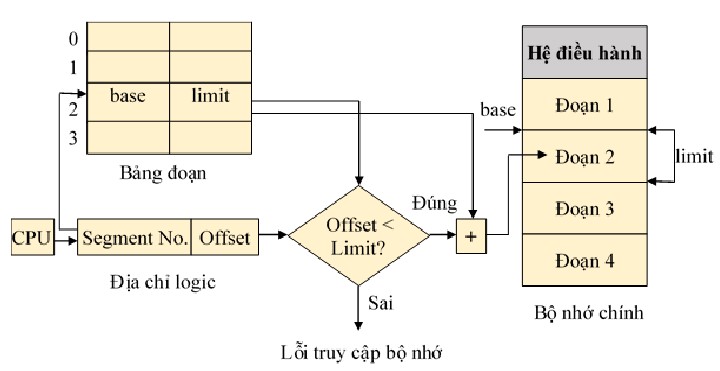 0
1
2
3
base
limit
Bảng đoạn
CPU
Segment No.
Offset
Địa chỉ logic
Offset <
Limit?
Đúng
+
Sai
Lỗi truy cập bộ nhớ
Hệ điều hành
Đoạn 1
Đoạn 2
Đoạn 3
Đoạn 4
base
limit
Bộ nhớ chính